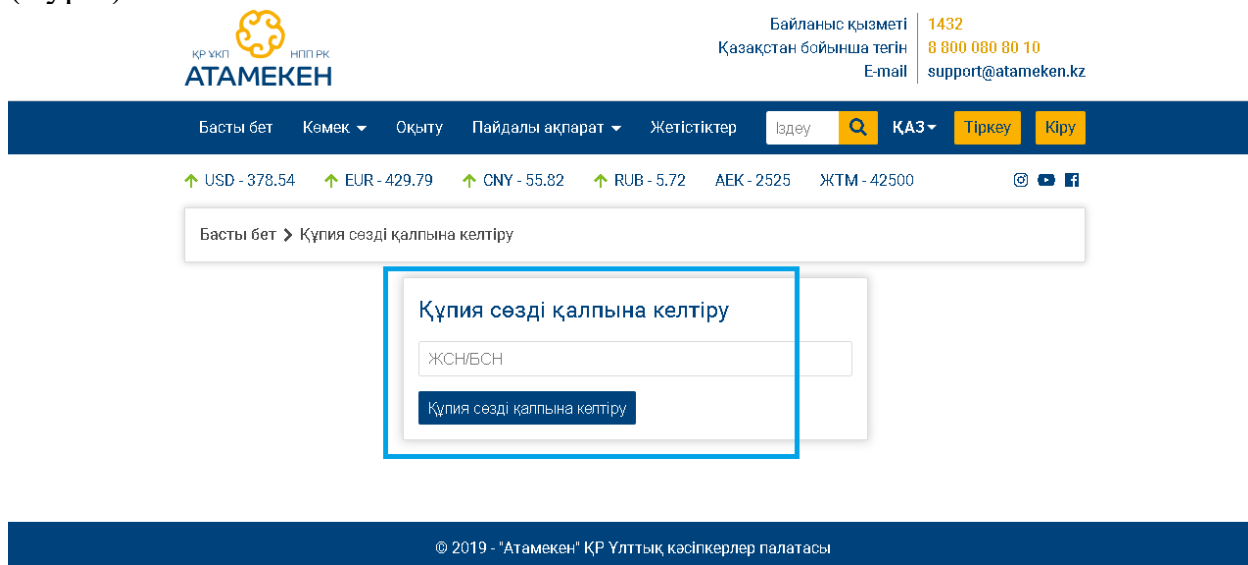 Байланыс қызметі 1432
ҚР ҰКП НПП РК Қазақстан бойынша тегін 8 800 080 80 10
АТАМЕКЕН E-mail support@atameken.kz
Басты бет Көмек Оқыту Пайдалы ақпарат Жетістіктер Іздеу ҚАЗ Тіркеу Кіру
USD - 378.54 EUR - 429.79 CNY - 55.82 RUB - 5.72 АЕК - 2525 ЖТМ - 42500
Басты бет Құпия сөзді қалпына келтіру
Құпия сөзді қалпына келтіру
ЖСН/БСН
Құпия сөзді қалпына келтіру
© 2019 - "Атамекен" ҚР Ұлттық кәсіпкерлер палатасы